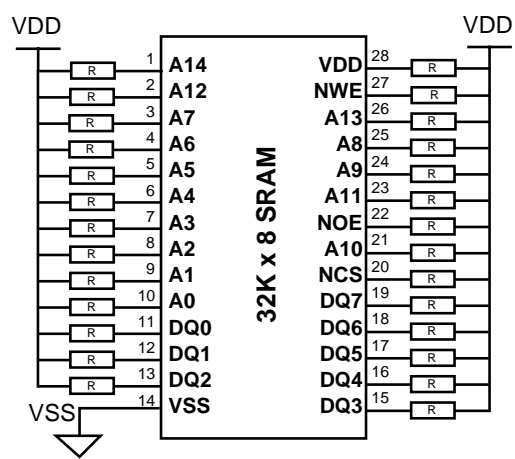 VDD VDD
R 1 A14 VDD 28 R
R 2 A12 NWE 27 R
R 3 A7 A13 26 R
R 4 A6 A8 25 R
R 5 A5 A9 24 R
R 6 A4 A11 23 R
R 7 A3 NOE 22 R
R 8 A2 A10 21 R
R 9 A1 NCS 20 R
R 10 A0 DQ7 19 R
R 11 DQ0 DQ6 18 R
R 12 DQ1 DQ5 17 R
R 13 DQ2 DQ4 16 R
VSS 14 VSS DQ3 15 R
32K x 8 SRAM